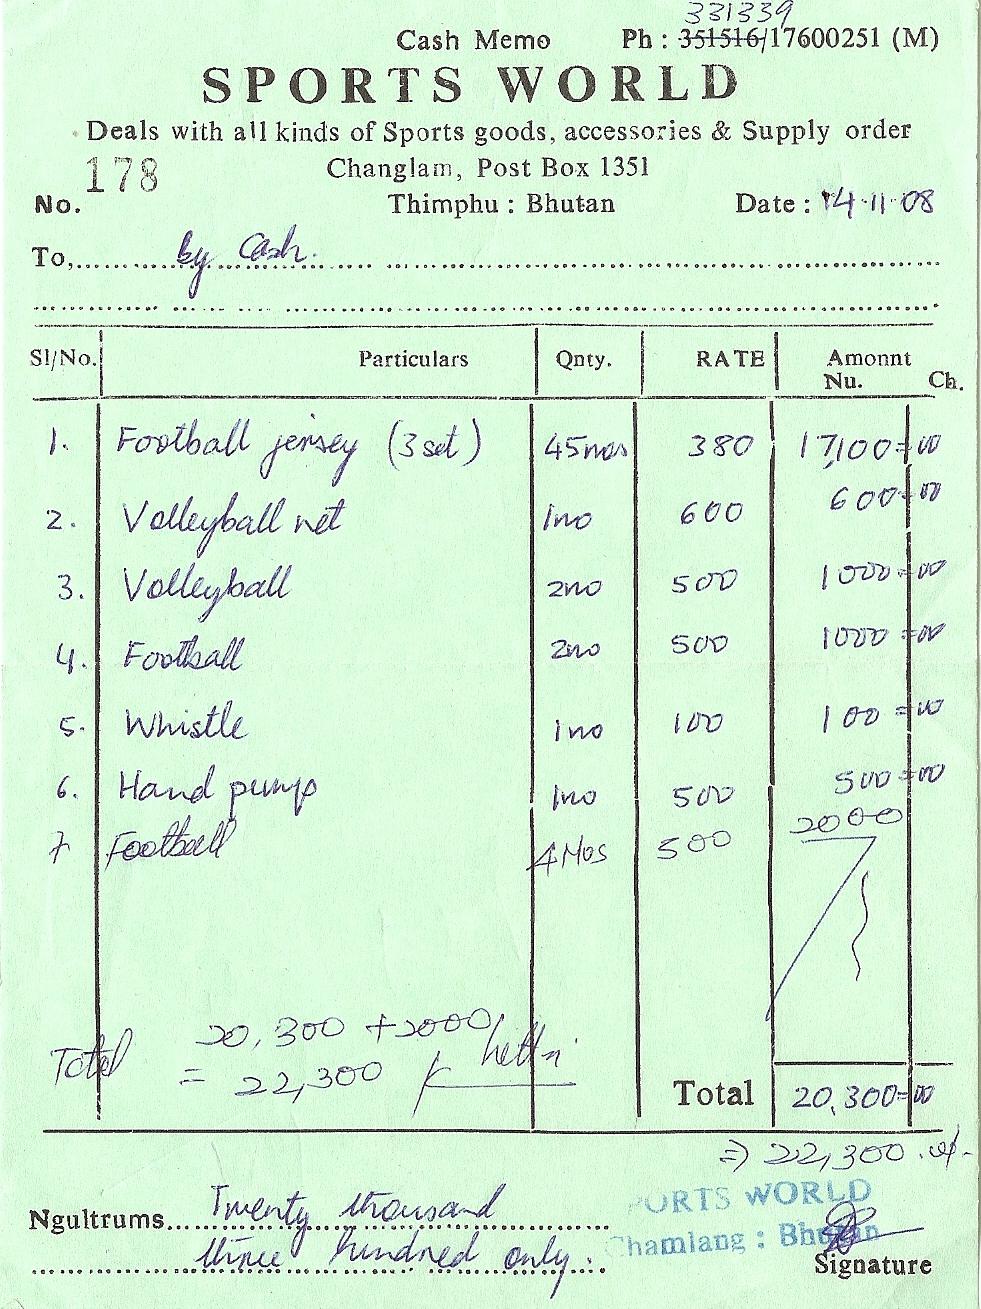 331339
Cash Memo Ph : 351516/17600251 (M)
SPORTS WORLD
Deals with all kinds of Sports goods, accessories & Supply order
178 Changlam, Post Box 1351
No. Thimphu : Bhutan Date : 14-11-08
To, by Cash.
Sl/No. Particulars Qnty. RATE Amonnt Nu. Ch.
1. Football jersey (3 set) 45nos 380 17,100=00
2. Volleyball net 1no 600 600=00
3. Volleyball 2no 500 1000=00
4. Football 2no 500 1000=00
5. Whistle 1no 100 100=00
6. Hand pump 1no 500 500=00
7 Football 4 Nos 500 2000
Total 20,300 + 2000
= 22,300
Total 20,300=00
=> 22,300
Ngultrums Twenty thousand
three hundred only.
PORTS WORLD
Chamlang : Bhutan
Signature